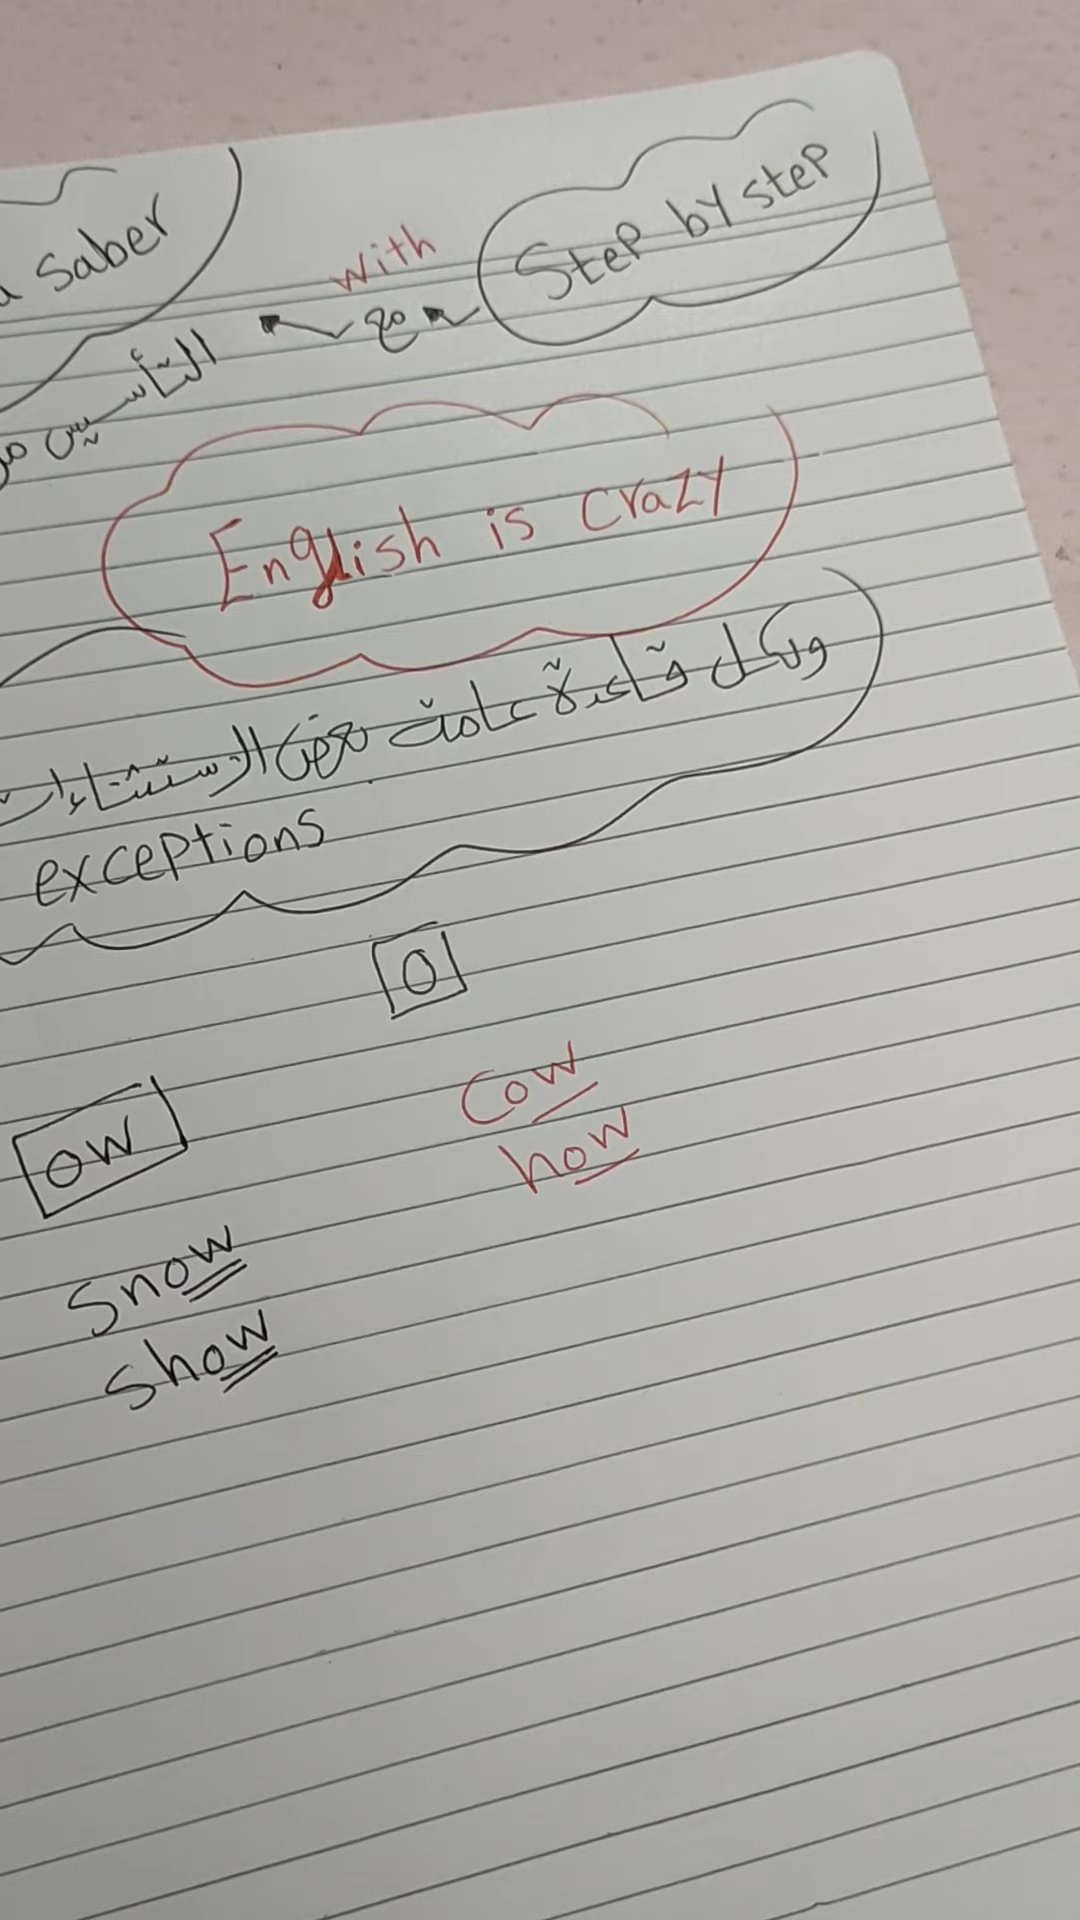 Step by step
with
saber
مع
التأسيس
English is crazy
ولكل قاعدة عامة بعض الاستثناءات
exceptions
O
ow
cow
how
snow
show